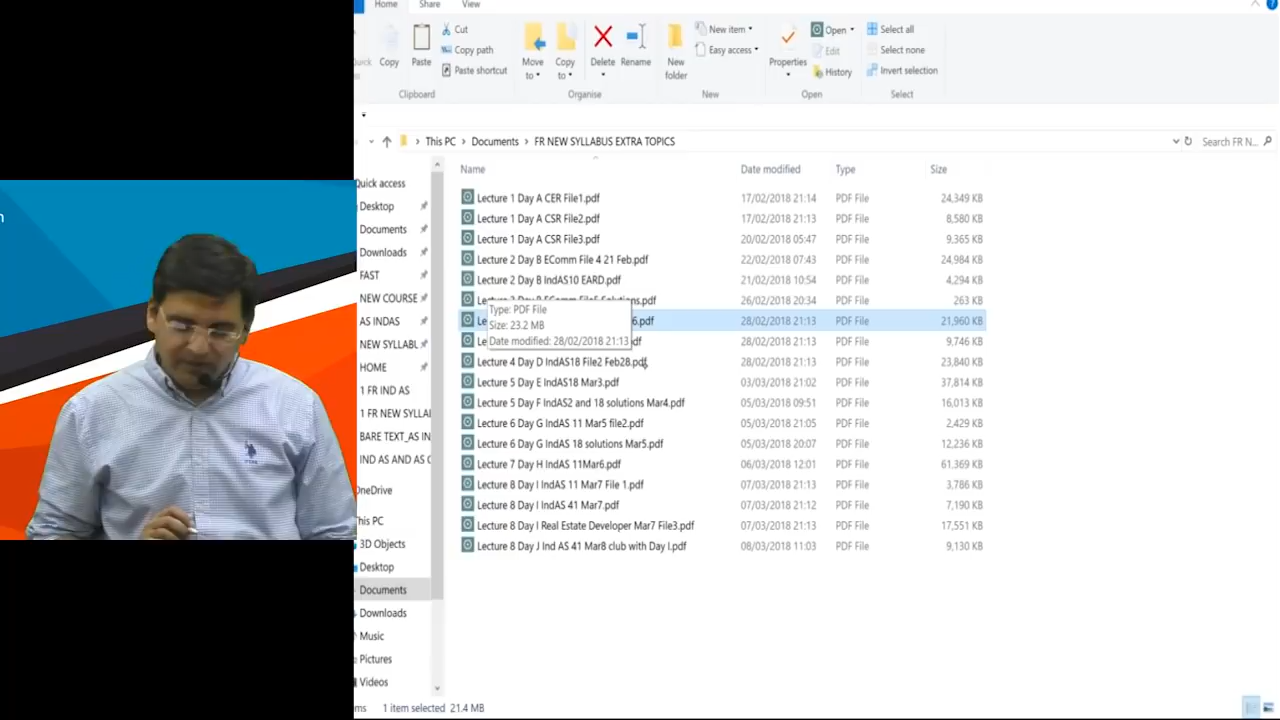 Home Share View
Cut
Copy path
Paste shortcut
Copy
Paste
Clipboard
Move to
Copy to
Delete
Rename
Organise
New folder
New item
Easy access
New
Properties
Open
Edit
History
Open
Select all
Select none
Invert selection
Select
This PC > Documents > FR NEW SYLLABUS EXTRA TOPICS
Search FR N...
Name Date modified Type Size
Lecture 1 Day A CER File1.pdf 17/02/2018 21:14 PDF File 24,349 KB
Lecture 1 Day A CSR File2.pdf 17/02/2018 21:13 PDF File 8,580 KB
Lecture 1 Day A CSR File3.pdf 20/02/2018 05:47 PDF File 9,365 KB
Lecture 2 Day B EComm File 4 21 Feb.pdf 22/02/2018 07:43 PDF File 24,984 KB
Lecture 2 Day B IndAS10 EARD.pdf 21/02/2018 10:54 PDF File 4,294 KB
26/02/2018 20:34 PDF File 263 KB
Le 6.pdf 28/02/2018 21:13 PDF File 21,960 KB
Le df 28/02/2018 21:13 PDF File 9,746 KB
Type: PDF File
Size: 23.2 MB
Date modified: 28/02/2018 21:13
Lecture 4 Day D IndAS18 File2 Feb28.pdf 28/02/2018 21:13 PDF File 23,840 KB
Lecture 5 Day E IndAS18 Mar3.pdf 03/03/2018 21:02 PDF File 37,814 KB
Lecture 5 Day F IndAS2 and 18 solutions Mar4.pdf 05/03/2018 09:51 PDF File 16,013 KB
Lecture 6 Day G IndAS 11 Mar5 file2.pdf 05/03/2018 21:05 PDF File 2,429 KB
Lecture 6 Day G IndAS 18 solutions Mar5.pdf 05/03/2018 20:07 PDF File 12,236 KB
Lecture 7 Day H IndAS 11Mar6.pdf 06/03/2018 12:01 PDF File 61,369 KB
Lecture 8 Day I IndAS 11 Mar7 File 1.pdf 07/03/2018 21:13 PDF File 3,786 KB
Lecture 8 Day I IndAS 41 Mar7.pdf 07/03/2018 21:12 PDF File 7,190 KB
Lecture 8 Day I Real Estate Developer Mar7 File3.pdf 07/03/2018 21:13 PDF File 17,551 KB
Lecture 8 Day J Ind AS 41 Mar8 club with Day I.pdf 08/03/2018 11:03 PDF File 9,130 KB
Quick access
Desktop
Documents
Downloads
FAST
NEW COURSE
AS INDAS
NEW SYLLAB
HOME
1 FR IND AS
1 FR NEW SYLLA
BARE TEXT_AS IN
IND AS AND AS C
OneDrive
This PC
3D Objects
Desktop
Documents
Downloads
Music
Pictures
Videos
1 item selected 21.4 MB